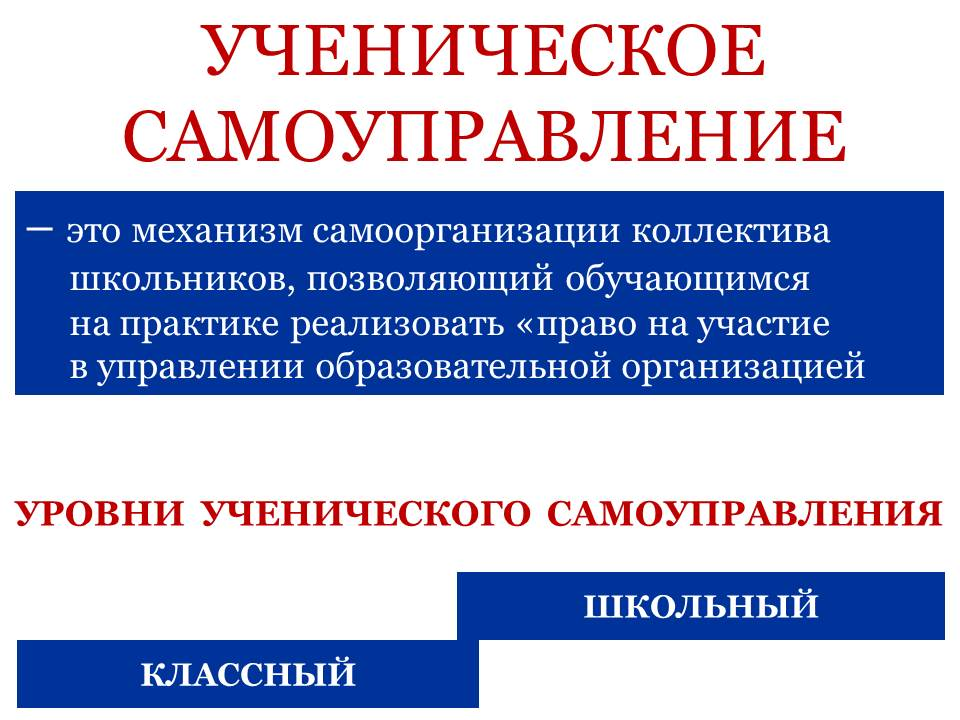 УЧЕНИЧЕСКОЕ
САМОУПРАВЛЕНИЕ
– это механизм самоорганизации коллектива
школьников, позволяющий обучающимся
на практике реализовать «право на участие
в управлении образовательной организацией
УРОВНИ УЧЕНИЧЕСКОГО САМОУПРАВЛЕНИЯ
ШКОЛЬНЫЙ
КЛАССНЫЙ